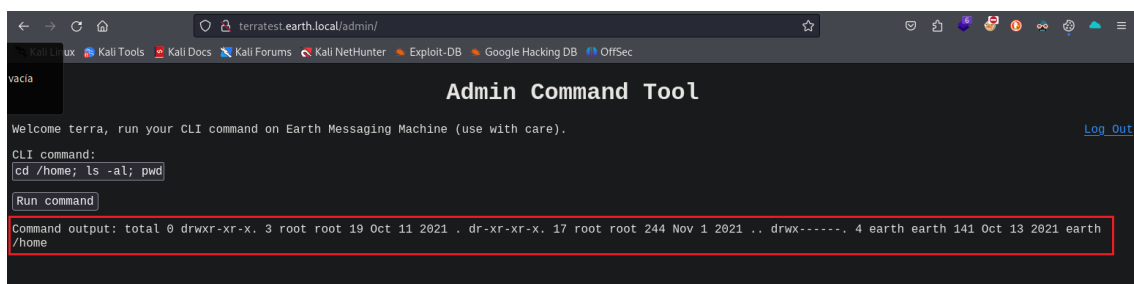 terratest.earth.local/admin/
Kali Linux Kali Tools Kali Docs Kali Forums Kali NetHunter Exploit-DB Google Hacking DB OffSec
vacía
Admin Command Tool
Welcome terra, run your CLI command on Earth Messaging Machine (use with care). Log Out
CLI command:
cd /home; ls -al; pwd
Run command
Command output: total 0 drwxr-xr-x. 3 root root 19 Oct 11 2021 . dr-xr-xr-x. 17 root root 244 Nov 1 2021 .. drwx------. 4 earth earth 141 Oct 13 2021 earth
/home